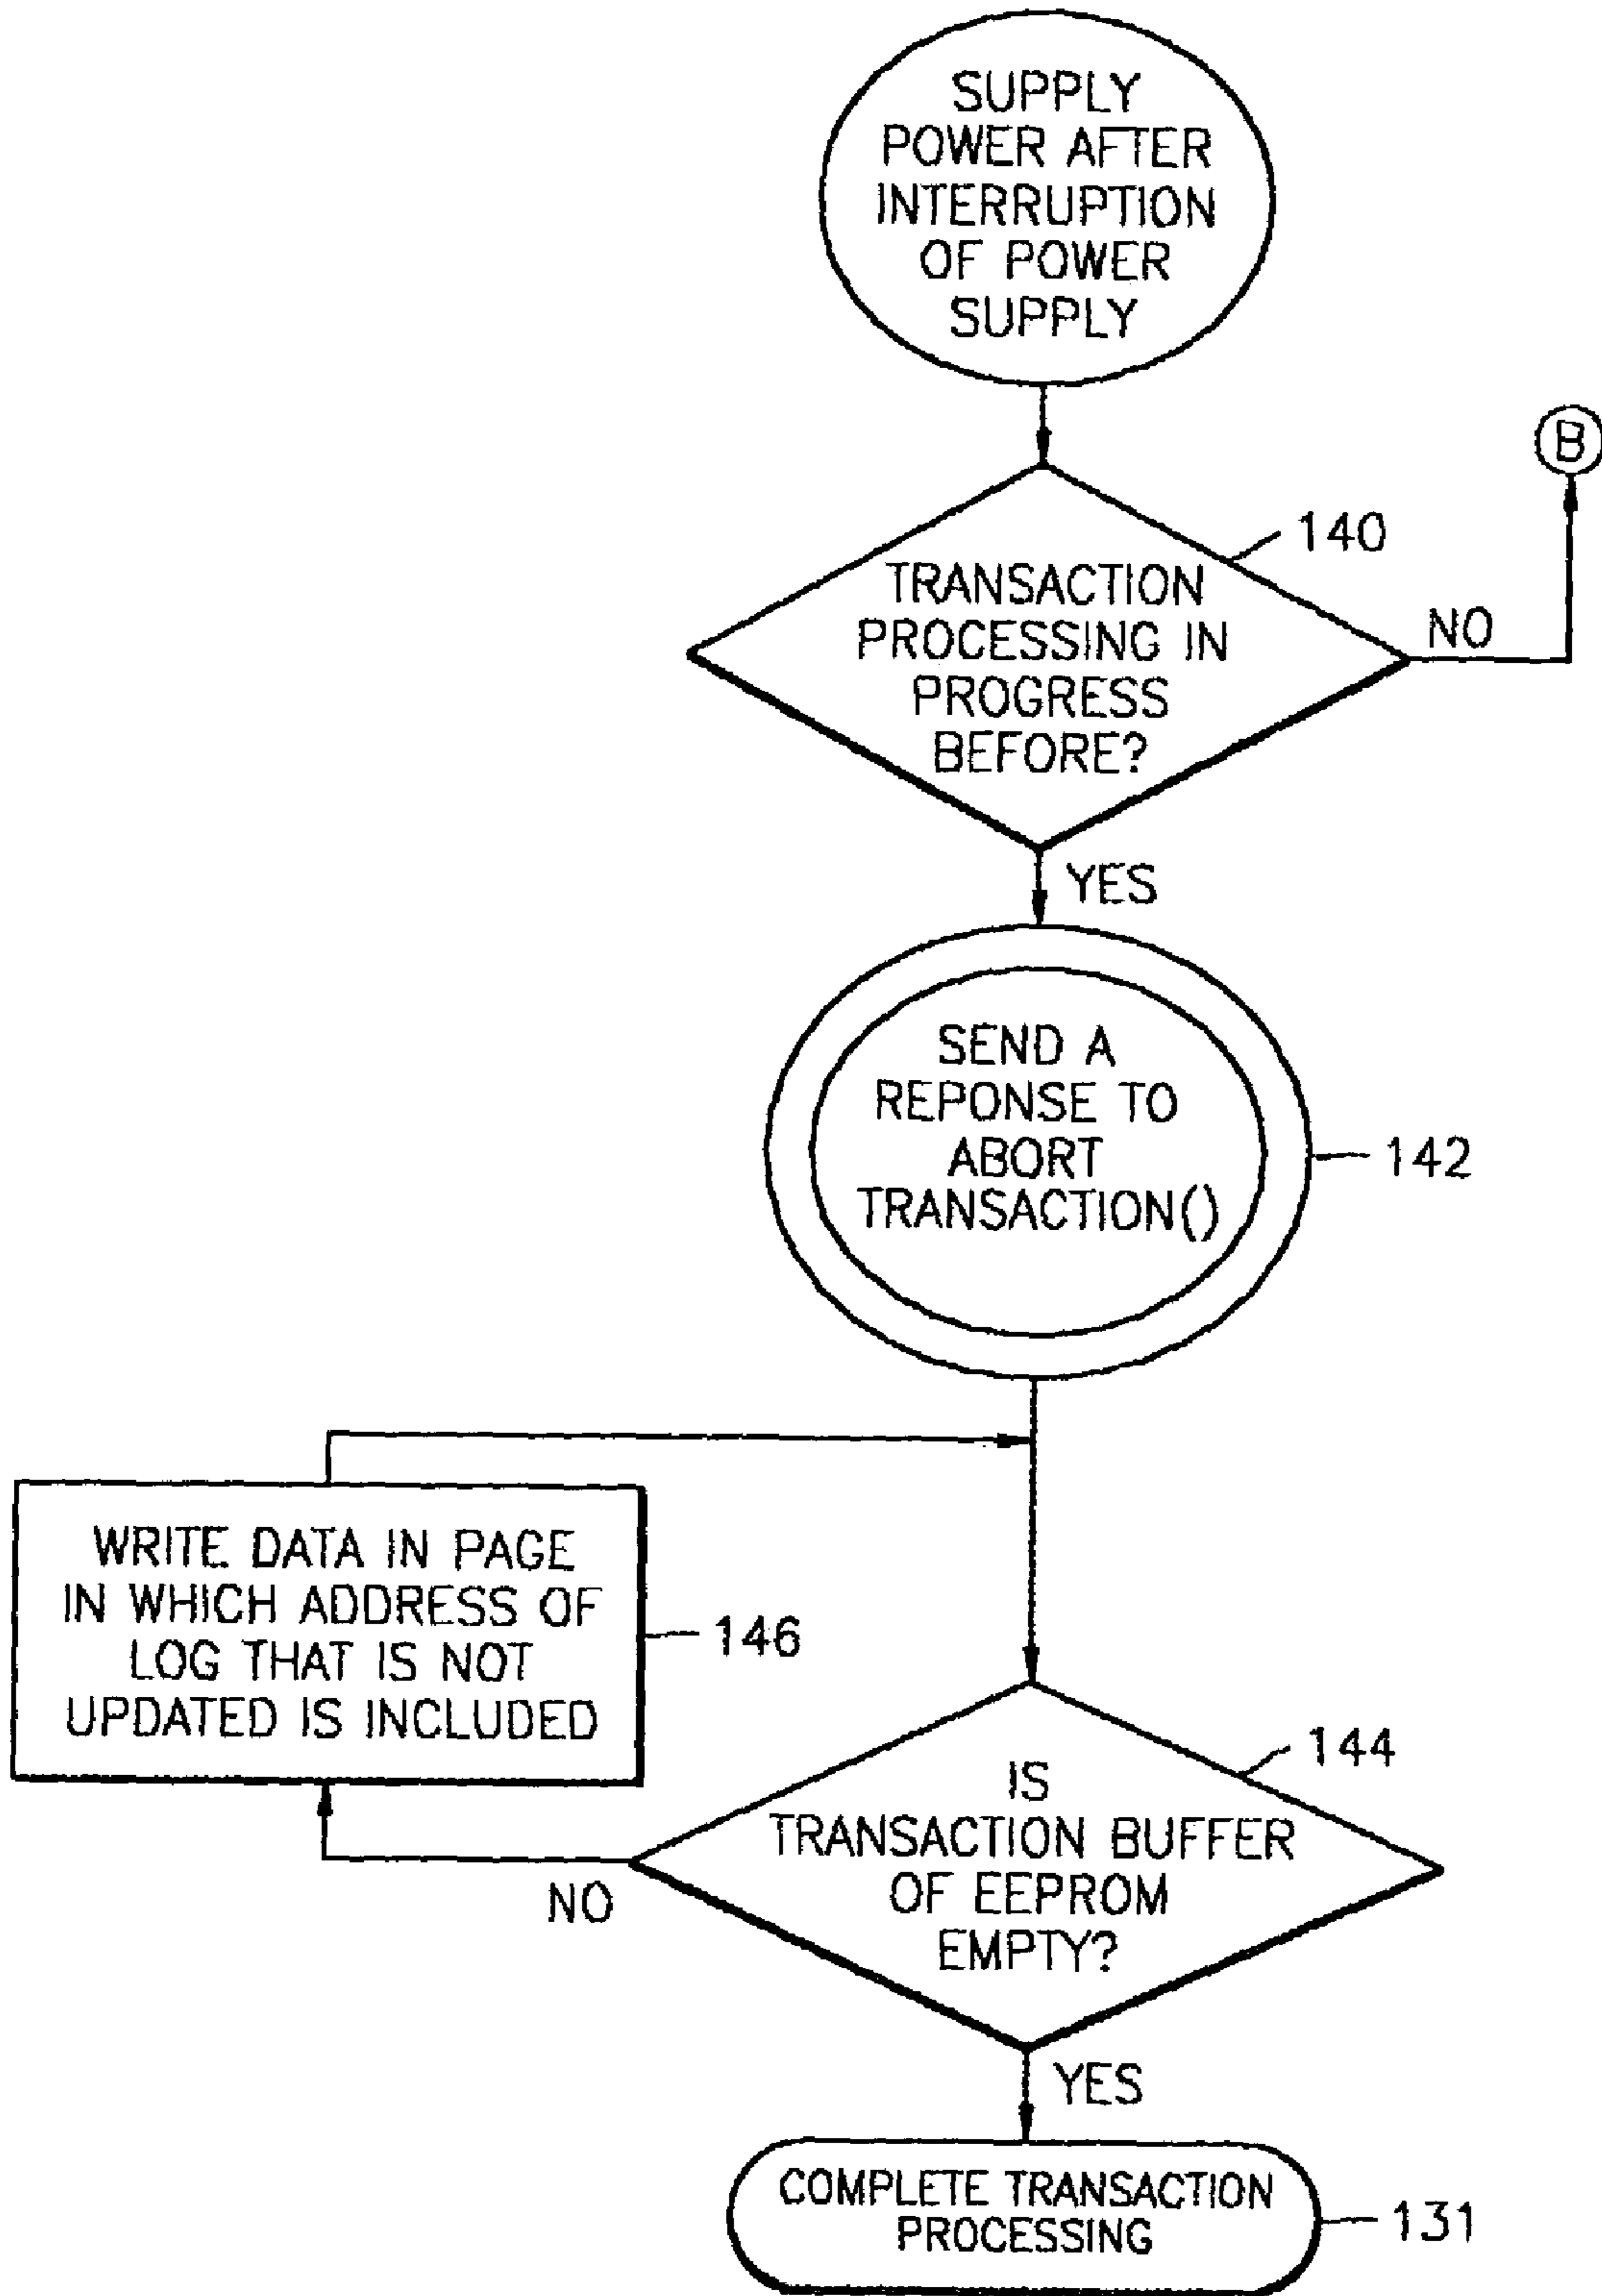 SUPPLY
POWER AFTER
INTERRUPTION
OF POWER
SUPPLY
B
140
TRANSACTION
PROCESSING IN
PROGRESS
BEFORE?
NO
YES
SEND A
REPONSE TO
ABORT
TRANSACTION()
142
WRITE DATA IN PAGE
IN WHICH ADDRESS OF
LOG THAT IS NOT
UPDATED IS INCLUDED
146
144
IS
TRANSACTION BUFFER
OF EEPROM
EMPTY?
NO
YES
COMPLETE TRANSACTION
PROCESSING
131